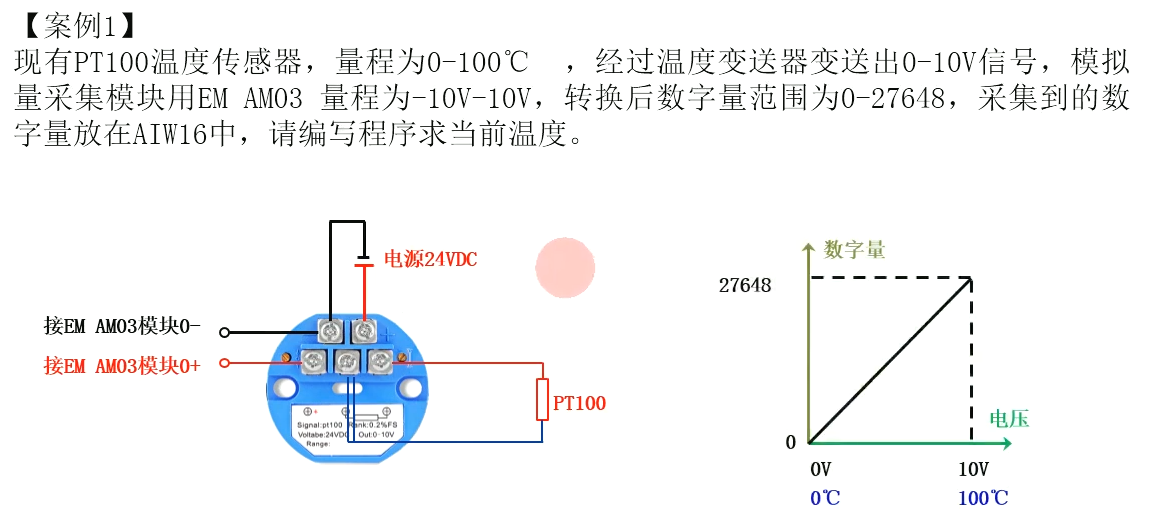 【案例1】
现有PT100温度传感器，量程为0-100℃ ，经过温度变送器变送出0-10V信号，模拟
量采集模块用EM AM03 量程为-10V-10V，转换后数字量范围为0-27648，采集到的数
字量放在AIW16中，请编写程序求当前温度。
电源24VDC
数字量
27648
接EM AM03模块0-
接EM AM03模块0+
PT100
Signal:pt100 Rank:0.2%FS
Voltabe:24VDC Out:0-10V
Range:
电压
0
0V
10V
0℃
100℃